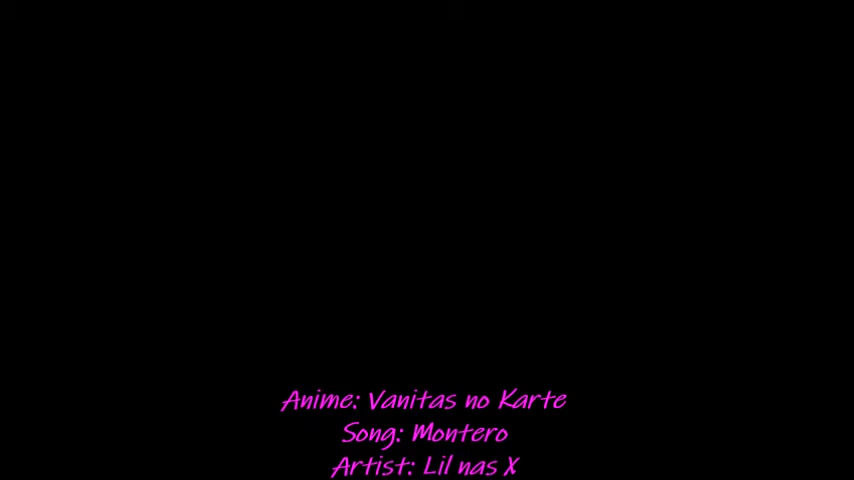 Anime: Vanitas no Karte
Song: Montero
Artist: Lil nas X